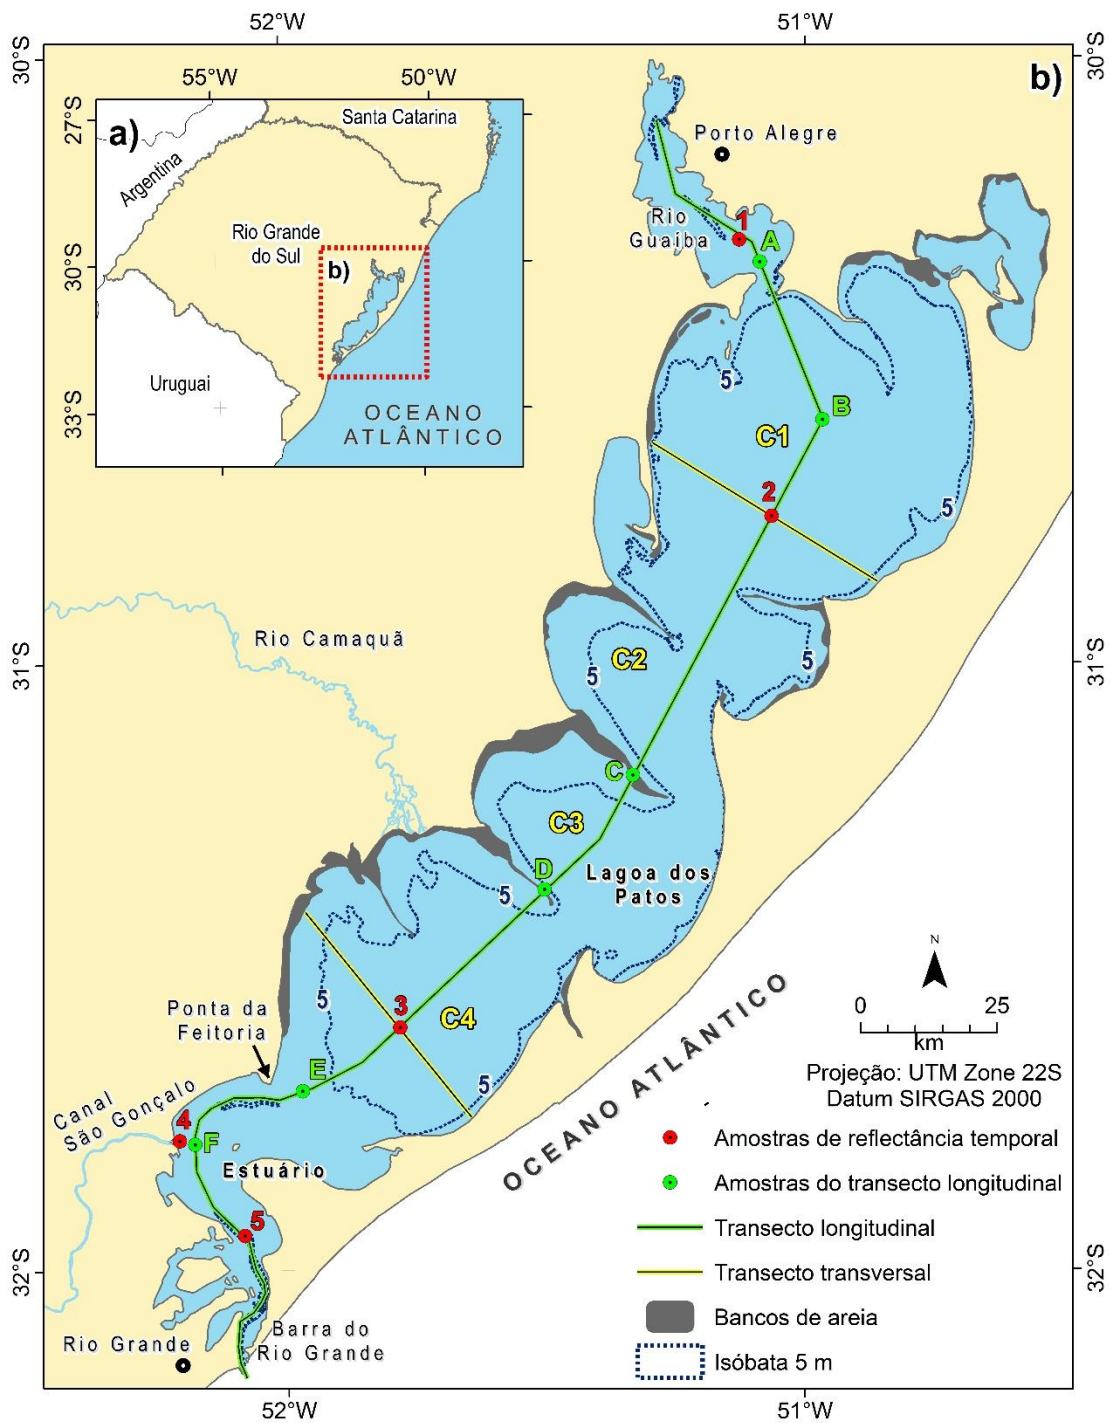 52°W
51°W
30°S
30°S
b)
55°W
50°W
27°S
a)
Santa Catarina
Argentina
Rio Grande
do Sul
30°S
b)
Uruguai
33°S
OCEANO
ATLÂNTICO
Porto Alegre
Rio
Guaíba
1
A
5
B
C1
2
5
Rio Camaquã
31°S
31°S
C2
5
5
C
C3
D
Lagoa dos
Patos
5
N
0 25
km
5
3
C4
Ponta da
Feitoria
E
5
OCEANO ATLÂNTICO
Projeção: UTM Zone 22S
Datum SIRGAS 2000
Canal
São Gonçalo
4
F
Estuário
5
Amostras de reflectância temporal
Amostras do transecto longitudinal
Transecto longitudinal
Transecto transversal
Bancos de areia
Isóbata 5 m
32°S
32°S
Rio Grande
Barra do
Rio Grande
52°W
51°W